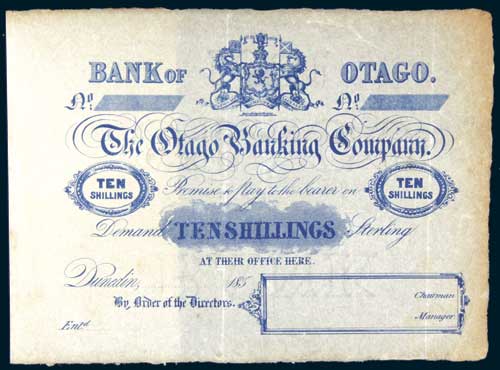 BANK OF OTAGO.
No. No.
The Otago Banking Company.
TEN SHILLINGS Promise to Pay to the bearer on TEN SHILLINGS
Demand TEN SHILLINGS Sterling
AT THEIR OFFICE HERE.
Dunedin, 185
By Order of the Directors. Chairman
Entd. Manager